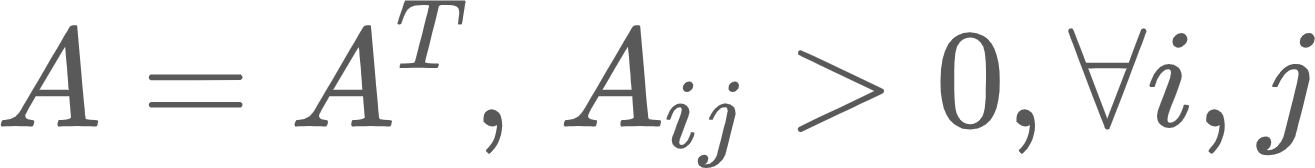 A = A^T, A_{ij} > 0, ∀i, j